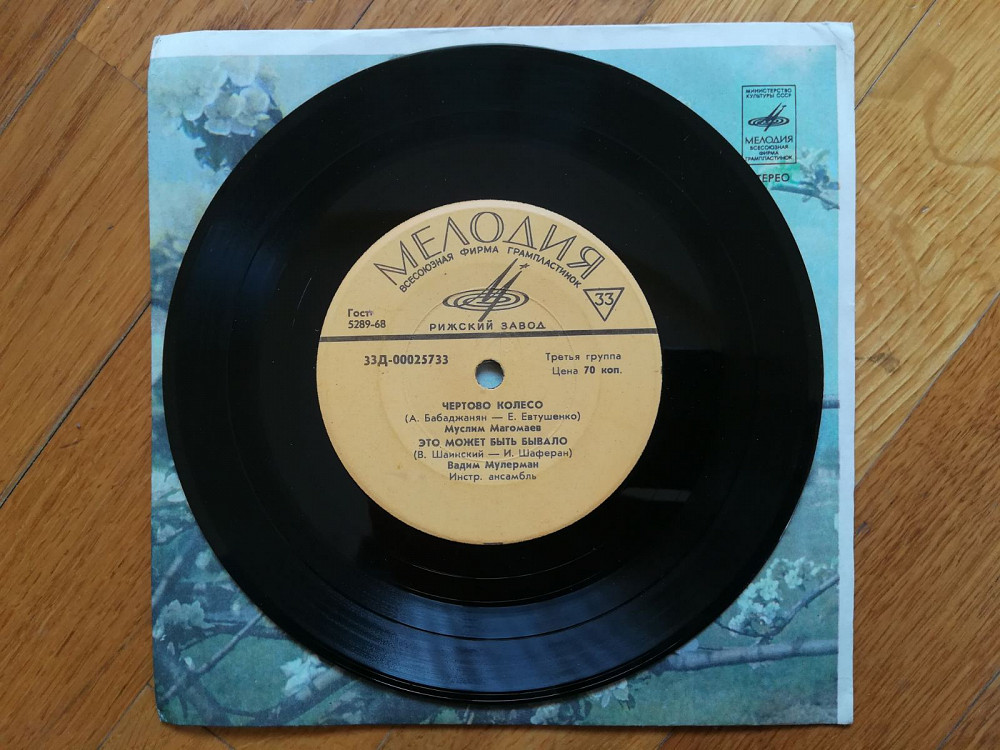 МИНИСТЕРСТВО
КУЛЬТУРЫ СССР
МЕЛОДИЯ
ВСЕСОЮЗНАЯ
ФИРМА
ГРАМПЛАСТИНОК
ТЕРЕО
МЕЛОДИЯ
ВСЕСОЮЗНАЯ ФИРМА ГРАМПЛАСТИНОК
33
Гост
5289-68
РИЖСКИЙ ЗАВОД
33Д-00025733
Третья группа
Цена 70 коп.
ЧЕРТОВО КОЛЕСО
(А. Бабаджанян — Е. Евтушенко)
Муслим Магомаев
ЭТО МОЖЕТ БЫТЬ БЫВАЛО
(В. Шаинский — И. Шаферан)
Вадим Мулерман
Инстр. ансамбль